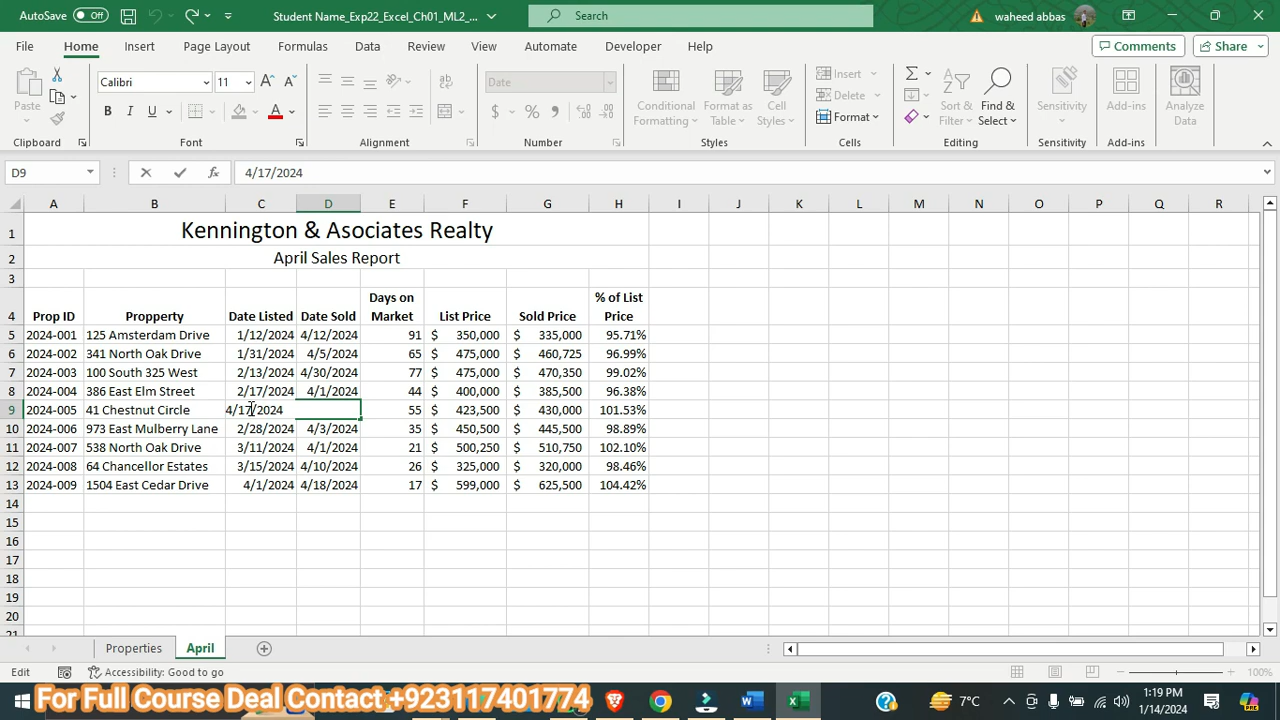 AutoSave Off Student Name_Exp22_Excel_Ch01_ML2_... Search waheed abbas
File Home Insert Page Layout Formulas Data Review View Automate Developer Help Comments Share
Calibri 11 Date Insert
Paste B I U Conditional Format as Cell Delete Sort & Find & Sensitivity Add-ins Analyze
Formatting Table Styles Format Filter Select Data
Clipboard Font Alignment Number Styles Cells Editing Sensitivity Add-ins
D9 fx 4/17/2024
A B C D E F G H I J K L M N O P Q R
1 Kennington & Asociates Realty
2 April Sales Report
3
Days on % of List
4 Prop ID Propperty Date Listed Date Sold Market List Price Sold Price Price
5 2024-001 125 Amsterdam Drive 1/12/2024 4/12/2024 91 $ 350,000 $ 335,000 95.71%
6 2024-002 341 North Oak Drive 1/31/2024 4/5/2024 65 $ 475,000 $ 460,725 96.99%
7 2024-003 100 South 325 West 2/13/2024 4/30/2024 77 $ 475,000 $ 470,350 99.02%
8 2024-004 386 East Elm Street 2/17/2024 4/1/2024 44 $ 400,000 $ 385,500 96.38%
9 2024-005 41 Chestnut Circle 4/17/2024 55 $ 423,500 $ 430,000 101.53%
10 2024-006 973 East Mulberry Lane 2/28/2024 4/3/2024 35 $ 450,500 $ 445,500 98.89%
11 2024-007 538 North Oak Drive 3/11/2024 4/1/2024 21 $ 500,250 $ 510,750 102.10%
12 2024-008 64 Chancellor Estates 3/15/2024 4/10/2024 26 $ 325,000 $ 320,000 98.46%
13 2024-009 1504 East Cedar Drive 4/1/2024 4/18/2024 17 $ 599,000 $ 625,500 104.42%
14
15
16
17
18
19
20
21
Properties April
Edit Accessibility: Good to go 100%
For Full Course Deal Contact +923117401774 7°C 1:19 PM
1/14/2024